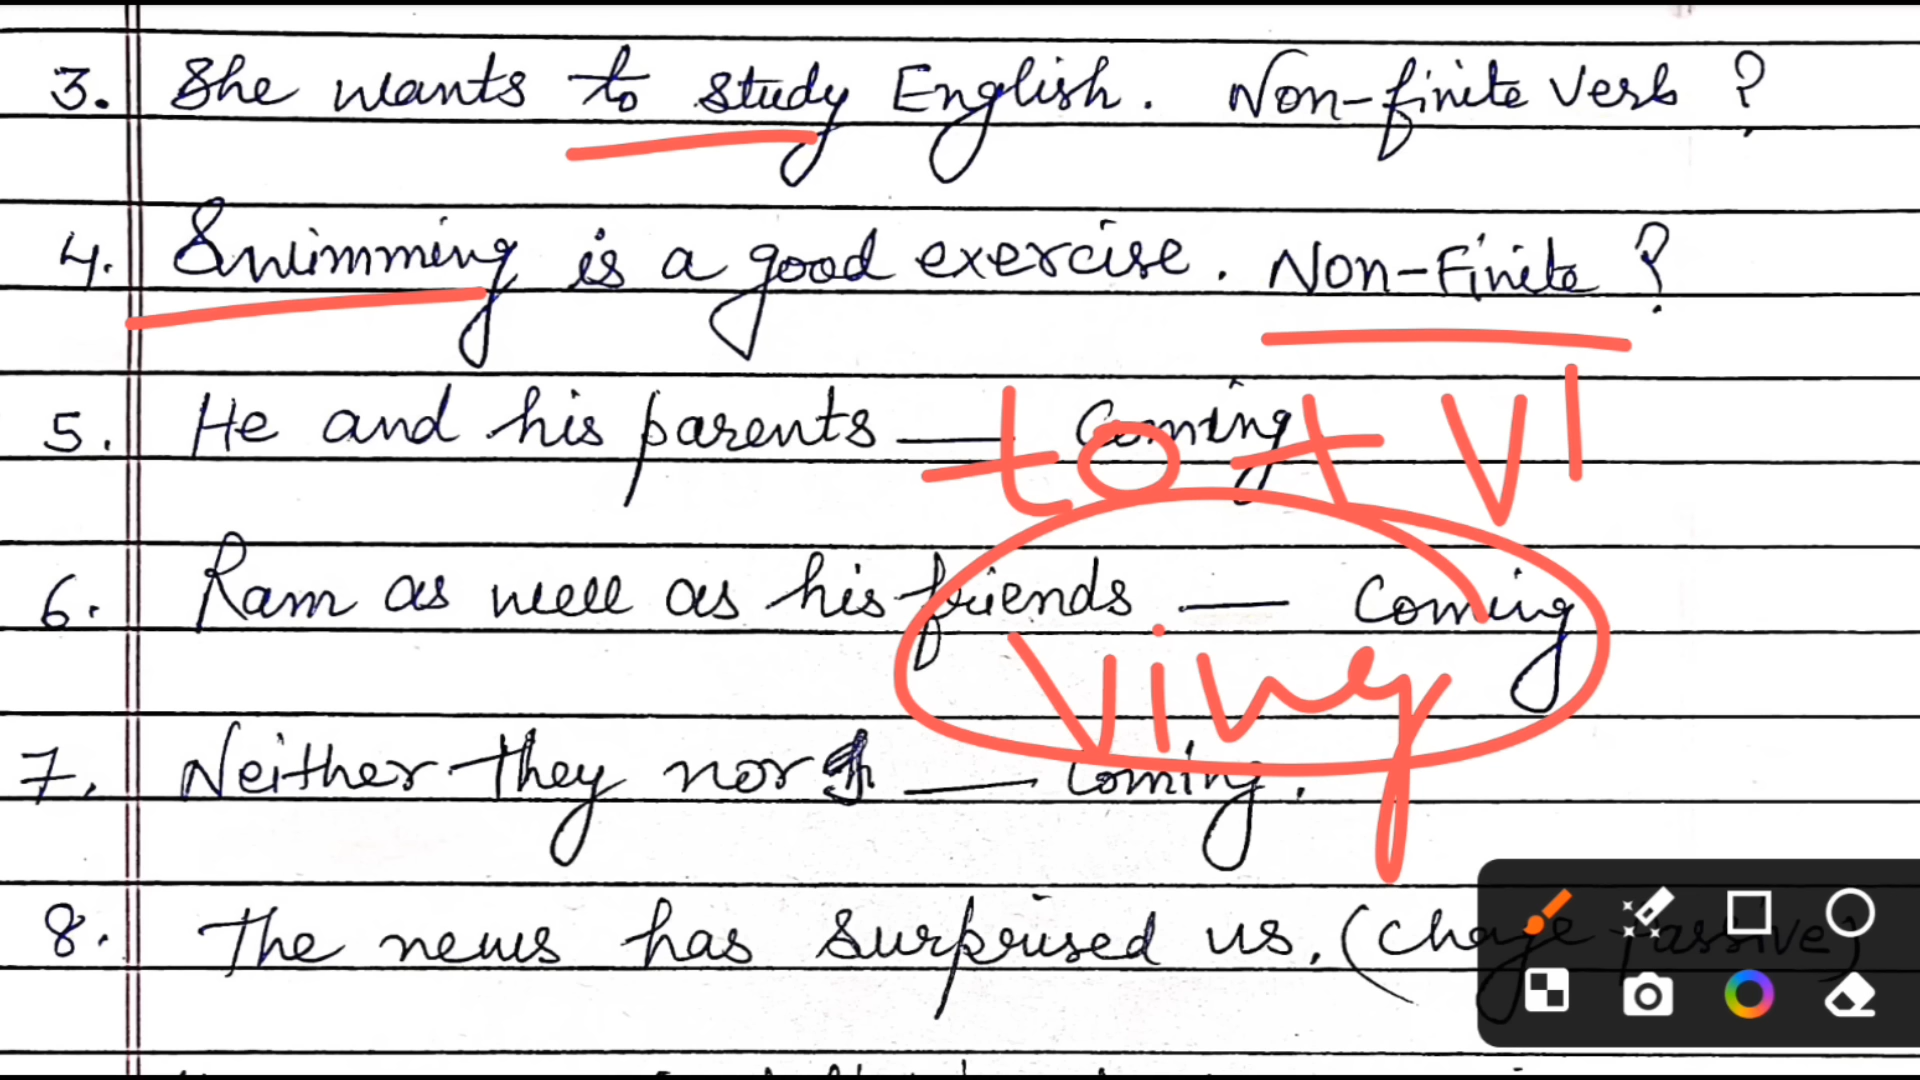 3. She wants to study English. Non-finite Verb ?
4. Swimming is a good exercise. Non-Finite ?
5. He and his parents — Coming
to + V1
6. Ram as well as his friends — Coming
Ving
7. Neither they nor — Coming.
8. The news has surprised us. (Change Passive)